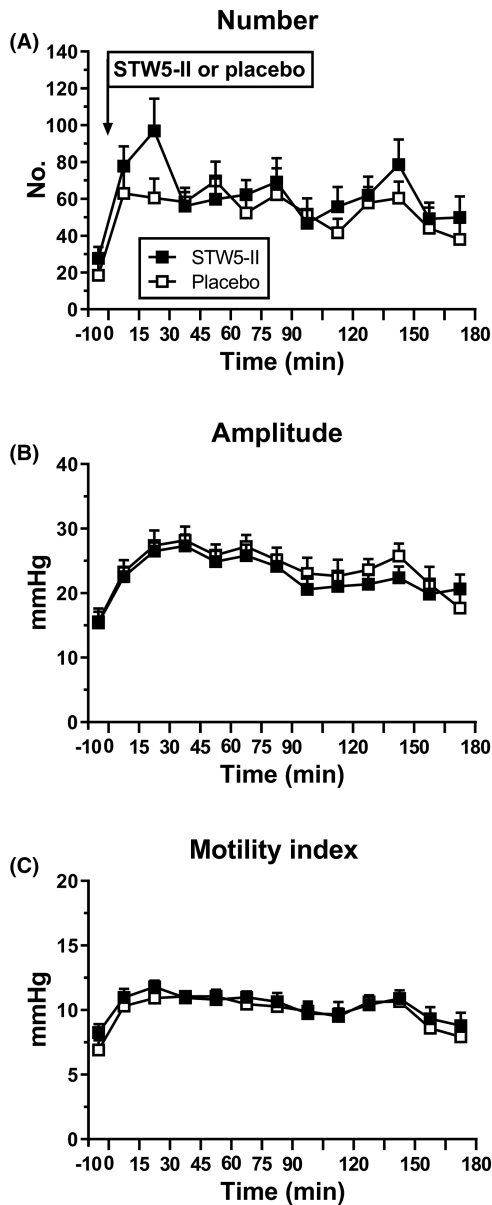 Number
(A)
140
STW5-II or placebo
120
100
80
60
40
20
0
No.
STW5-II
Placebo
-10 0 15 30 45 60 75 90 120 150 180
Time (min)
Amplitude
(B)
40
30
20
10
0
mmHg
-10 0 15 30 45 60 75 90 120 150 180
Time (min)
Motility index
(C)
20
15
10
5
0
mmHg
-10 0 15 30 45 60 75 90 120 150 180
Time (min)